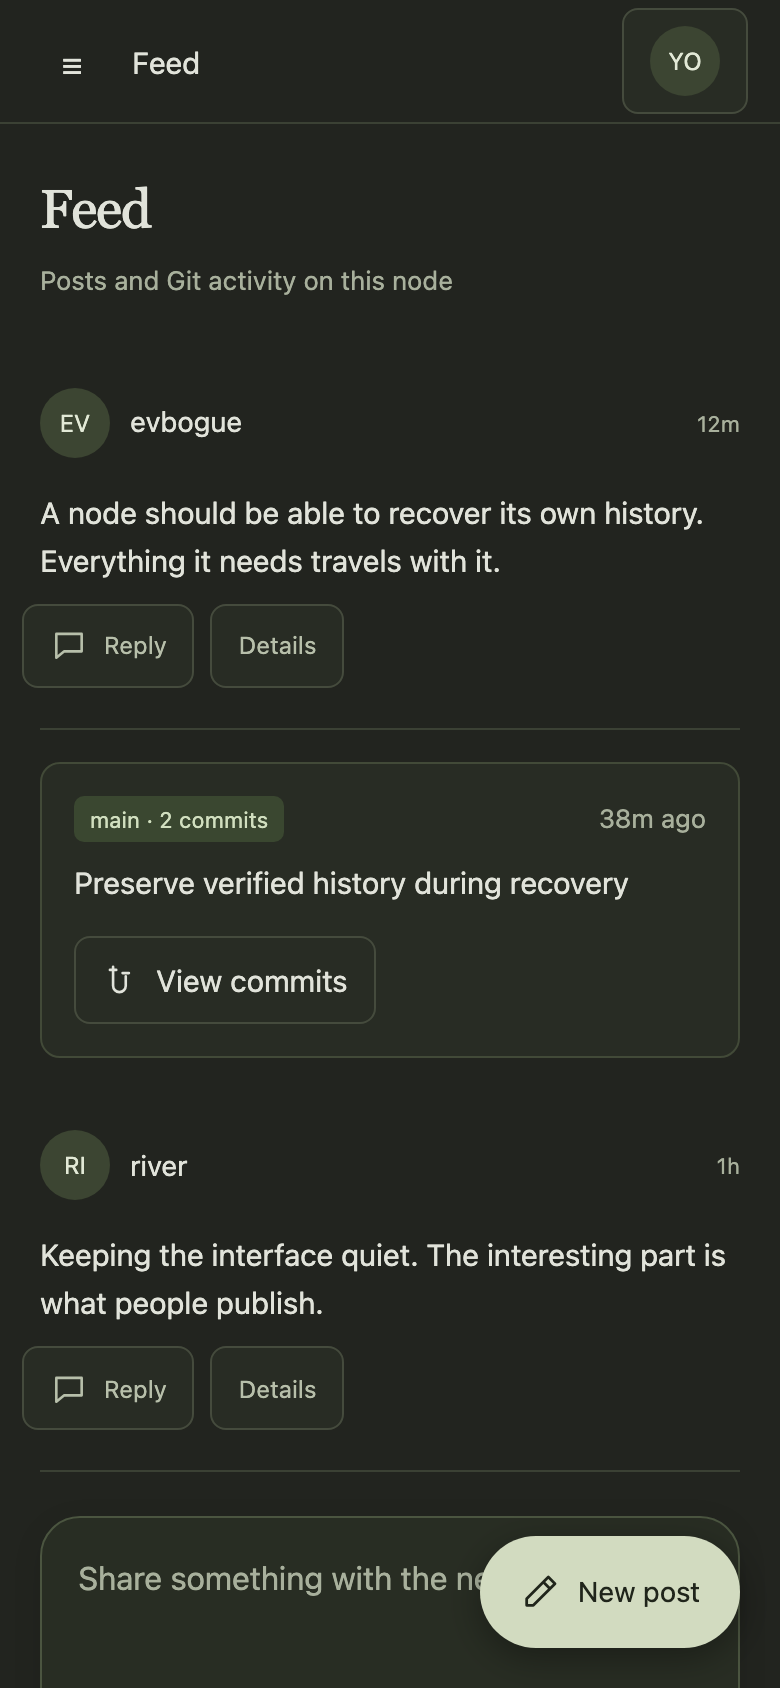 Feed
YO
Feed
Posts and Git activity on this node
EV
evbogue
12m
A node should be able to recover its own history.
Everything it needs travels with it.
Reply
Details
main · 2 commits
38m ago
Preserve verified history during recovery
View commits
RI
river
1h
Keeping the interface quiet. The interesting part is
what people publish.
Reply
Details
Share something with the
New post